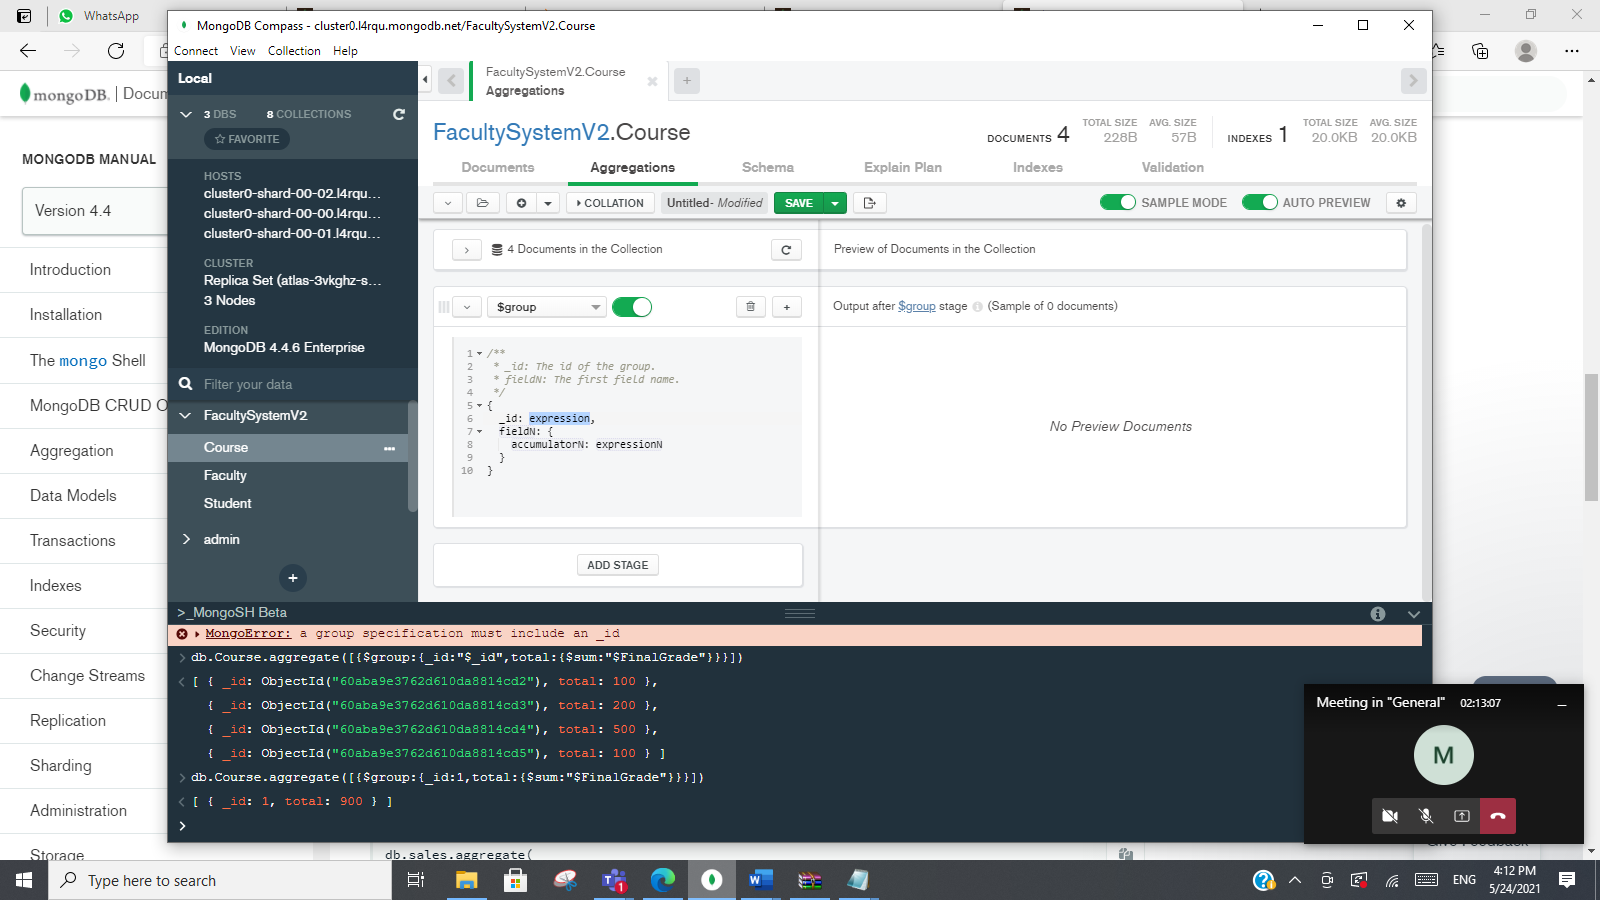 WhatsApp
MongoDB Compass - cluster0.l4rqu.mongodb.net/FacultySystemV2.Course
Connect View Collection Help
mongoDB. Docum
MONGODB MANUAL
Version 4.4
Introduction
Installation
The mongo Shell
MongoDB CRUD O
Aggregation
Data Models
Transactions
Indexes
Security
Change Streams
Replication
Sharding
Administration
Storage
Local
3 DBS 8 COLLECTIONS
FAVORITE
HOSTS
cluster0-shard-00-02.l4rqu...
cluster0-shard-00-00.l4rqu...
cluster0-shard-00-01.l4rqu...
CLUSTER
Replica Set (atlas-3vkghz-s...
3 Nodes
EDITION
MongoDB 4.4.6 Enterprise
Filter your data
FacultySystemV2
Course
Faculty
Student
admin
FacultySystemV2.Course
Aggregations
FacultySystemV2.Course
DOCUMENTS 4 TOTAL SIZE 228B AVG. SIZE 57B INDEXES 1 TOTAL SIZE 20.0KB AVG. SIZE 20.0KB
Documents Aggregations Schema Explain Plan Indexes Validation
COLLATION Untitled- Modified SAVE SAMPLE MODE AUTO PREVIEW
4 Documents in the Collection Preview of Documents in the Collection
$group
Output after $group stage (Sample of 0 documents)
1 /**
2 * _id: The id of the group.
3 * fieldN: The first field name.
4 */
5 {
6 _id: expression,
7 fieldN: {
8 accumulatorN: expressionN
9 }
10 }
No Preview Documents
ADD STAGE
>_MongoSH Beta
MongoError: a group specification must include an _id
> db.Course.aggregate([{$group:{_id:"$_id",total:{$sum:"$FinalGrade"}}}])
< [ { _id: ObjectId("60aba9e3762d610da8814cd2"), total: 100 },
{ _id: ObjectId("60aba9e3762d610da8814cd3"), total: 200 },
{ _id: ObjectId("60aba9e3762d610da8814cd4"), total: 500 },
{ _id: ObjectId("60aba9e3762d610da8814cd5"), total: 100 } ]
> db.Course.aggregate([{$group:{_id:1,total:{$sum:"$FinalGrade"}}}])
< [ { _id: 1, total: 900 } ]
>
Meeting in "General" 02:13:07
M
db.sales.aggregate(
Give Feedback
Type here to search
1
ENG
4:12 PM
5/24/2021